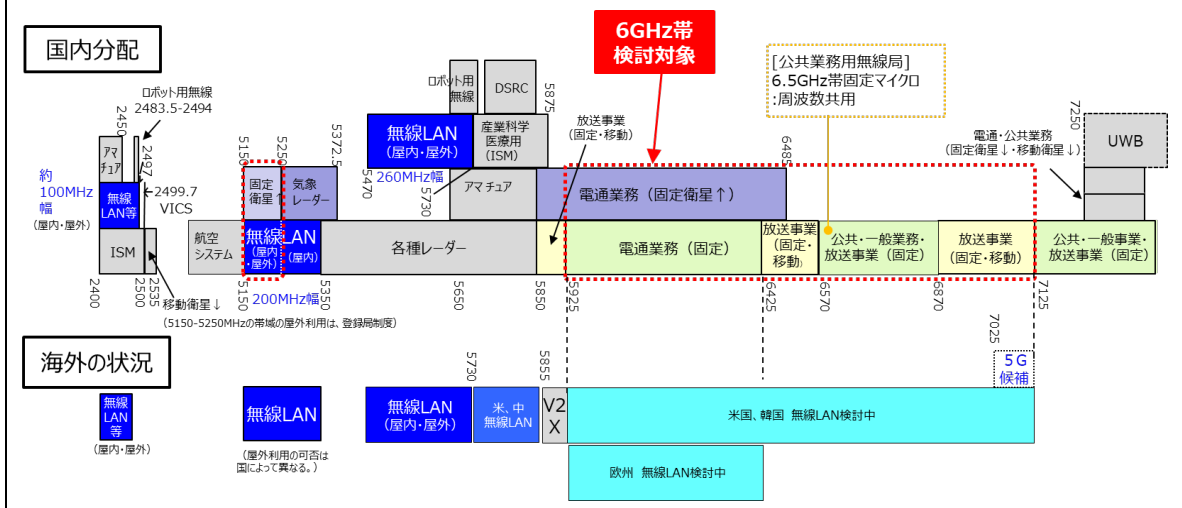 国内分配
6GHz帯
検討対象
[公共業務用無線局]
6.5GHz帯固定マイクロ
:周波数共用
ロボット用無線
2483.5-2494
2450
2497
2499.7
VICS
アマ
チュア
約
100MHz
幅
(屋内・屋外)
無線
LAN等
ISM
2400
2500
2535
移動衛星↓
航空
システム
5150
5250
5372.5
固定
衛星↑
気象
レーダー
無線LAN
(屋内
・屋外)
(屋内)
5150
200MHz幅
5350
(5150-5250MHzの帯域の屋外利用は、登録局制度)
ロボット用
無線
DSRC
5875
無線LAN
(屋内・屋外)
産業科学
医療用
(ISM)
5470
260MHz幅
5730
アマチュア
各種レーダー
5650
5850
放送事業
(固定・移動)
6485
電通業務(固定衛星↑)
電通業務(固定)
放送事業
(固定・
移動)
公共・一般業務・
放送事業(固定)
放送事業
(固定・移動)
公共・一般事業・
放送事業(固定)
5925
6425
6570
6870
7125
電通・公共業務
(固定衛星↓・移動衛星↓)
7250
UWB
海外の状況
無線
LAN
等
(屋内・屋外)
無線LAN
(屋外利用の可否は
国によって異なる。)
無線LAN
(屋内・屋外)
5730
米、中
無線LAN
5855
V2
X
7025
5G
候補
米国、韓国 無線LAN検討中
欧州 無線LAN検討中